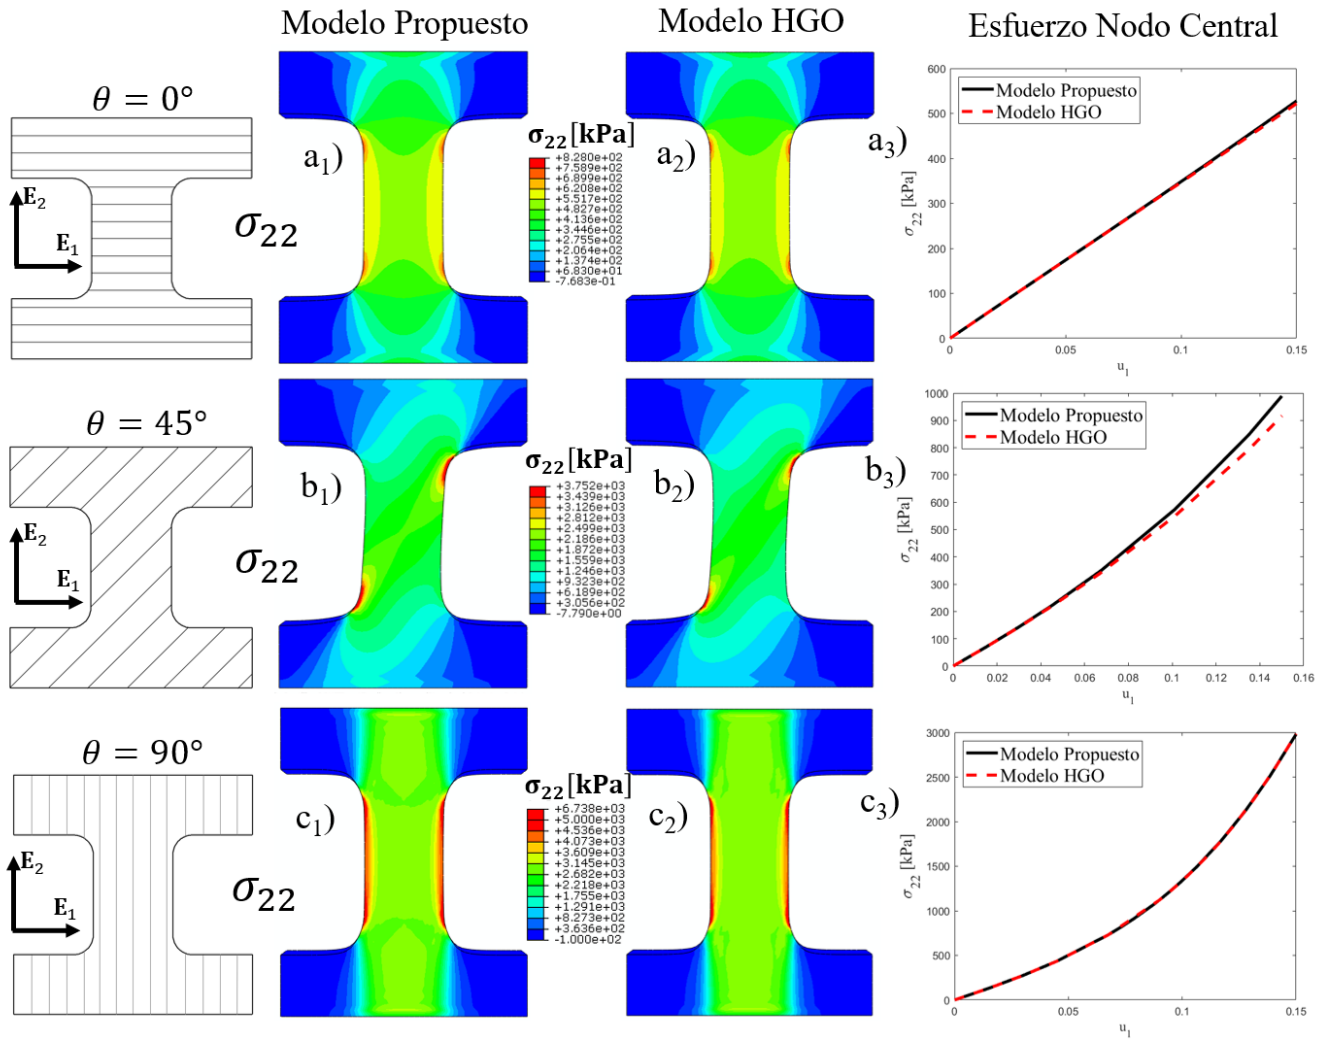 Modelo Propuesto
Modelo HGO
Esfuerzo Nodo Central
θ = 0°
E₂
E₁
σ₂₂
a₁)
σ₂₂ [kPa]
+8.280e+02
+7.589e+02
+6.899e+02
+6.208e+02
+5.517e+02
+4.827e+02
+4.136e+02
+3.446e+02
+2.755e+02
+2.064e+02
+1.374e+02
+6.830e+01
-7.683e-01
a₂)
a₃)
Modelo Propuesto
Modelo HGO
600
500
400
300
200
100
0
σ₂₂ [kPa]
0
0.05
0.1
0.15
u₁
θ = 45°
E₂
E₁
σ₂₂
b₁)
σ₂₂ [kPa]
+3.752e+03
+3.439e+03
+3.126e+03
+2.812e+03
+2.499e+03
+2.186e+03
+1.872e+03
+1.559e+03
+1.246e+03
+9.323e+02
+6.189e+02
+3.056e+02
-7.790e+00
b₂)
b₃)
Modelo Propuesto
Modelo HGO
1000
900
800
700
600
500
400
300
200
100
0
σ₂₂ [kPa]
0
0.02
0.04
0.06
0.08
0.1
0.12
0.14
0.16
u₁
θ = 90°
E₂
E₁
σ₂₂
c₁)
σ₂₂ [kPa]
+6.738e+03
+5.000e+03
+4.536e+03
+4.073e+03
+3.609e+03
+3.145e+03
+2.682e+03
+2.218e+03
+1.755e+03
+1.291e+03
+8.273e+02
+3.636e+02
-1.000e+02
c₂)
c₃)
Modelo Propuesto
Modelo HGO
3000
2500
2000
1500
1000
500
0
σ₂₂ [kPa]
0
0.05
0.1
0.15
u₁